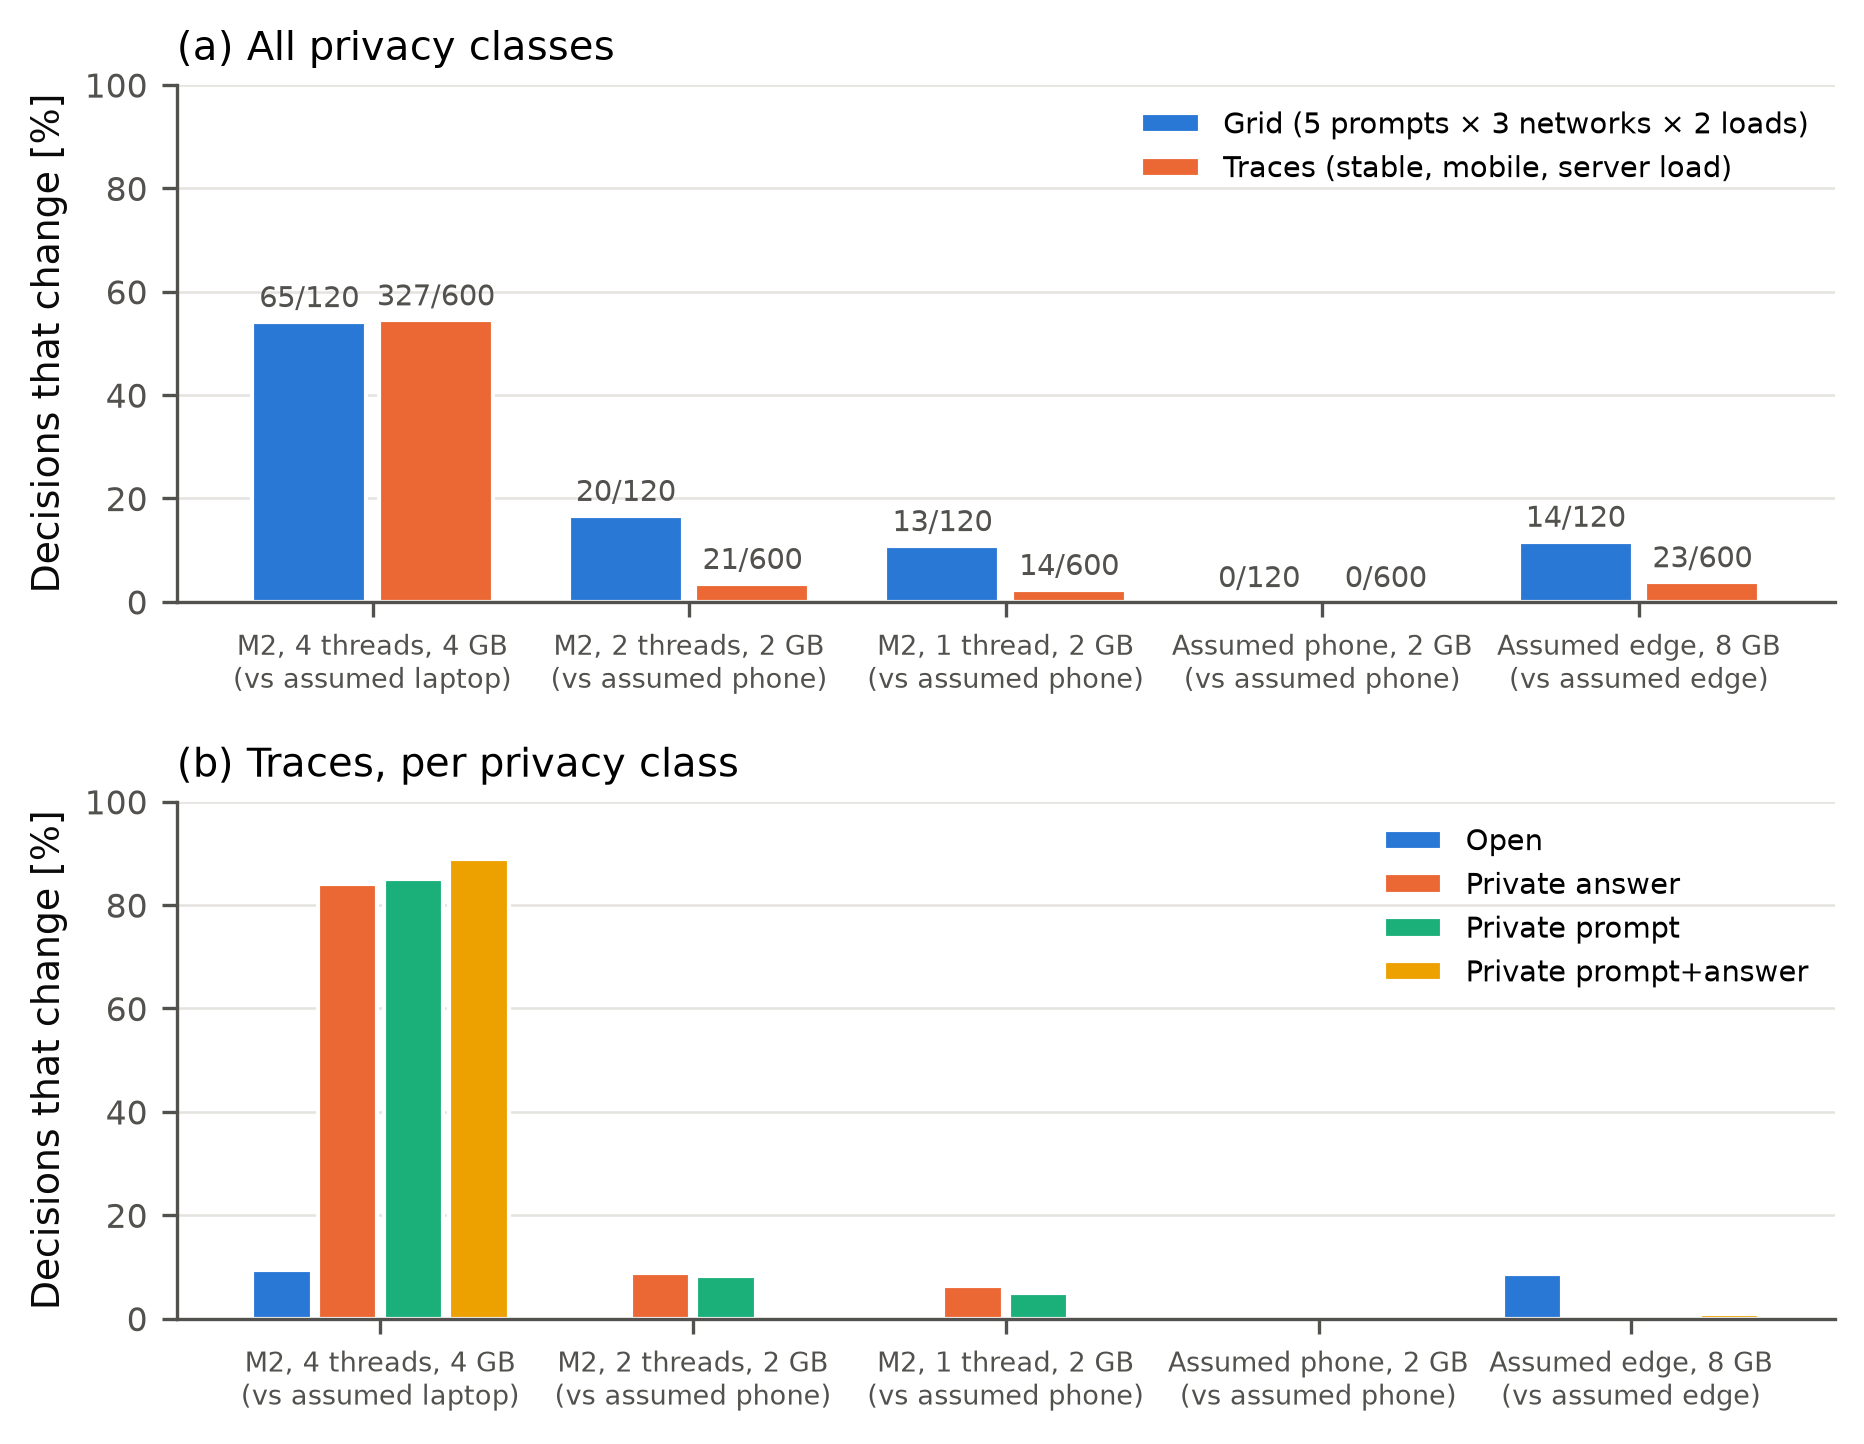 (a) All privacy classes
Decisions that change [%]
100
80
60
40
20
0
Grid (5 prompts × 3 networks × 2 loads)
Traces (stable, mobile, server load)
65/120 327/600
20/120
21/600
13/120
14/600
0/120 0/600
14/120
23/600
M2, 4 threads, 4 GB
(vs assumed laptop)
M2, 2 threads, 2 GB
(vs assumed phone)
M2, 1 thread, 2 GB
(vs assumed phone)
Assumed phone, 2 GB
(vs assumed phone)
Assumed edge, 8 GB
(vs assumed edge)
(b) Traces, per privacy class
Decisions that change [%]
100
80
60
40
20
0
Open
Private answer
Private prompt
Private prompt+answer
M2, 4 threads, 4 GB
(vs assumed laptop)
M2, 2 threads, 2 GB
(vs assumed phone)
M2, 1 thread, 2 GB
(vs assumed phone)
Assumed phone, 2 GB
(vs assumed phone)
Assumed edge, 8 GB
(vs assumed edge)